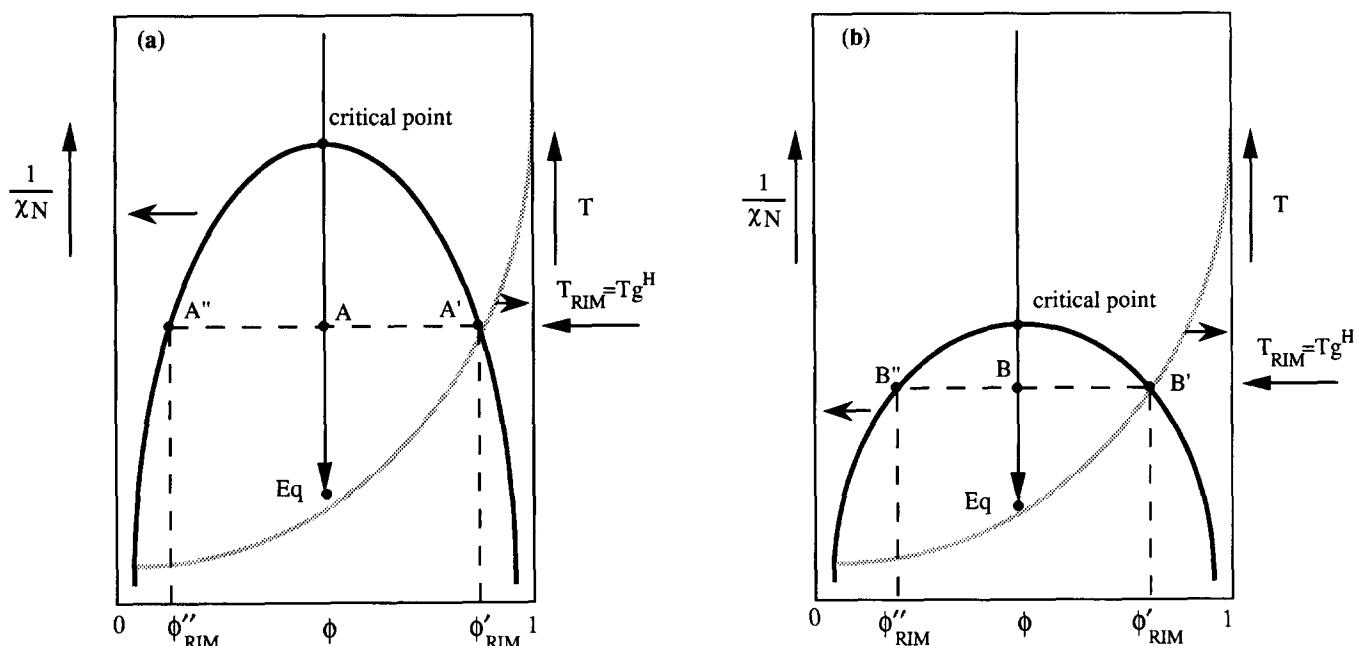 (a)
critical point
1
χN
T
T_RIM=Tg^H
A"
A
A'
Eq
0
ϕ"_RIM
ϕ
ϕ'_RIM
1
(b)
1
χN
T
critical point
T_RIM=Tg^H
B"
B
B'
Eq
0
ϕ"_RIM
ϕ
ϕ'_RIM
1